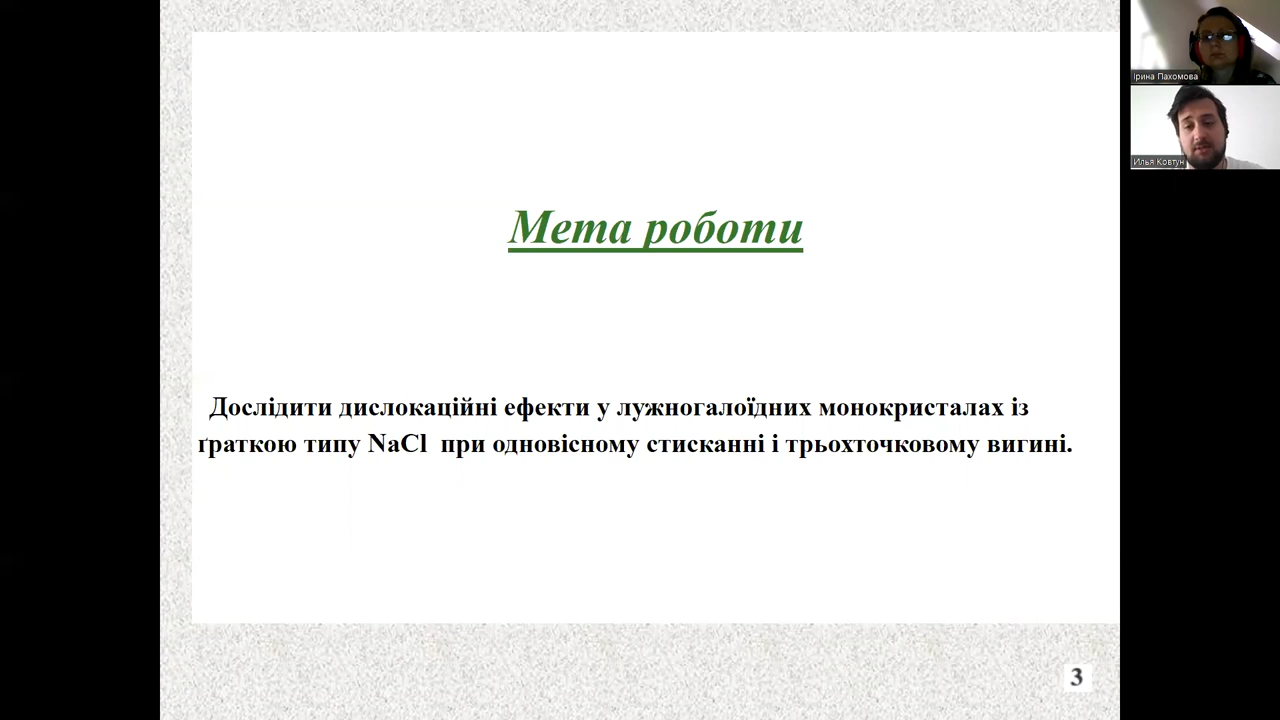 Мета роботи
Дослідити дислокаційні ефекти у лужногалоїдних монокристалах із
ґраткою типу NaCl при одновісному стисканні і трьохточковому вигині.
3
Ірина Пахомова
Илья Ковтун